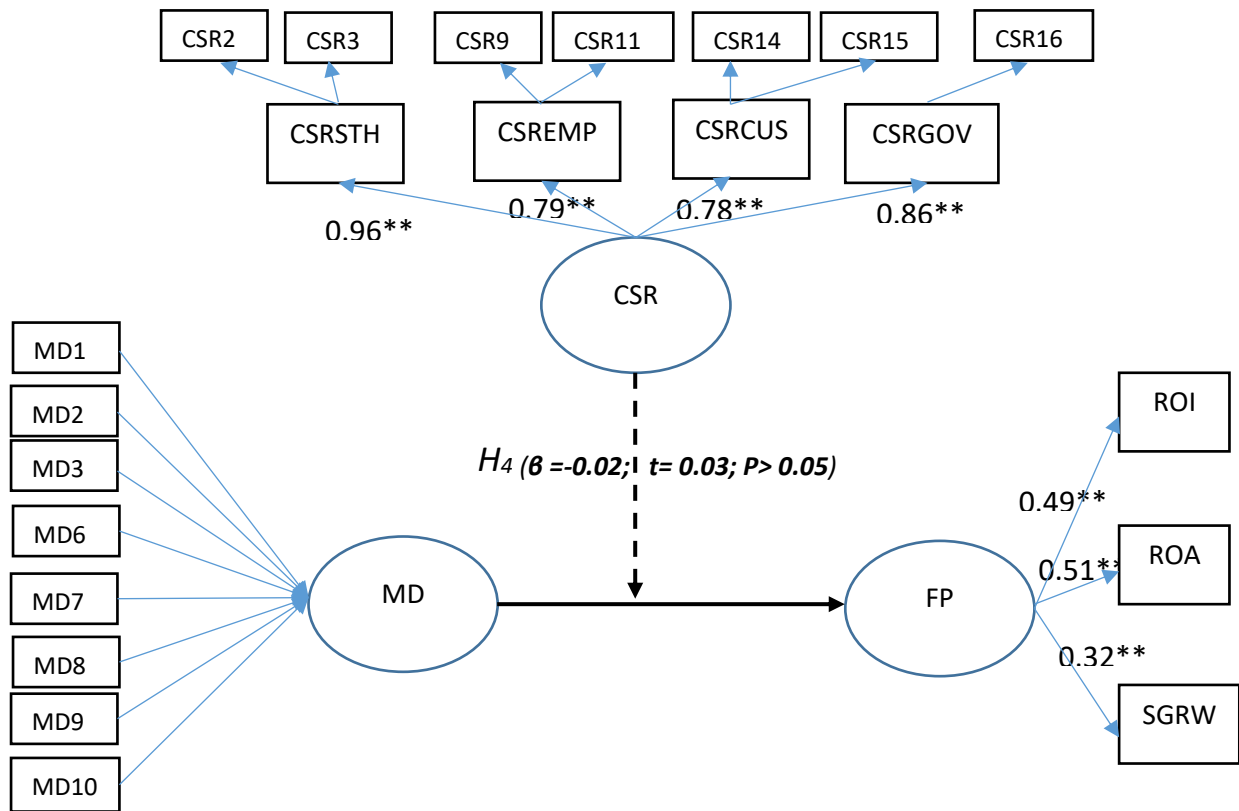 CSR2 CSR3 CSR9 CSR11 CSR14 CSR15 CSR16
CSRSTH CSREMP CSRCUS CSRGOV
0.96** 0.79** 0.78** 0.86**
CSR
MD1
MD2
MD3
MD6
MD7
MD8
MD9
MD10
H4 (β =-0.02; t= 0.03; P> 0.05)
MD
FP
0.49**
0.51**
0.32**
ROI
ROA
SGRW